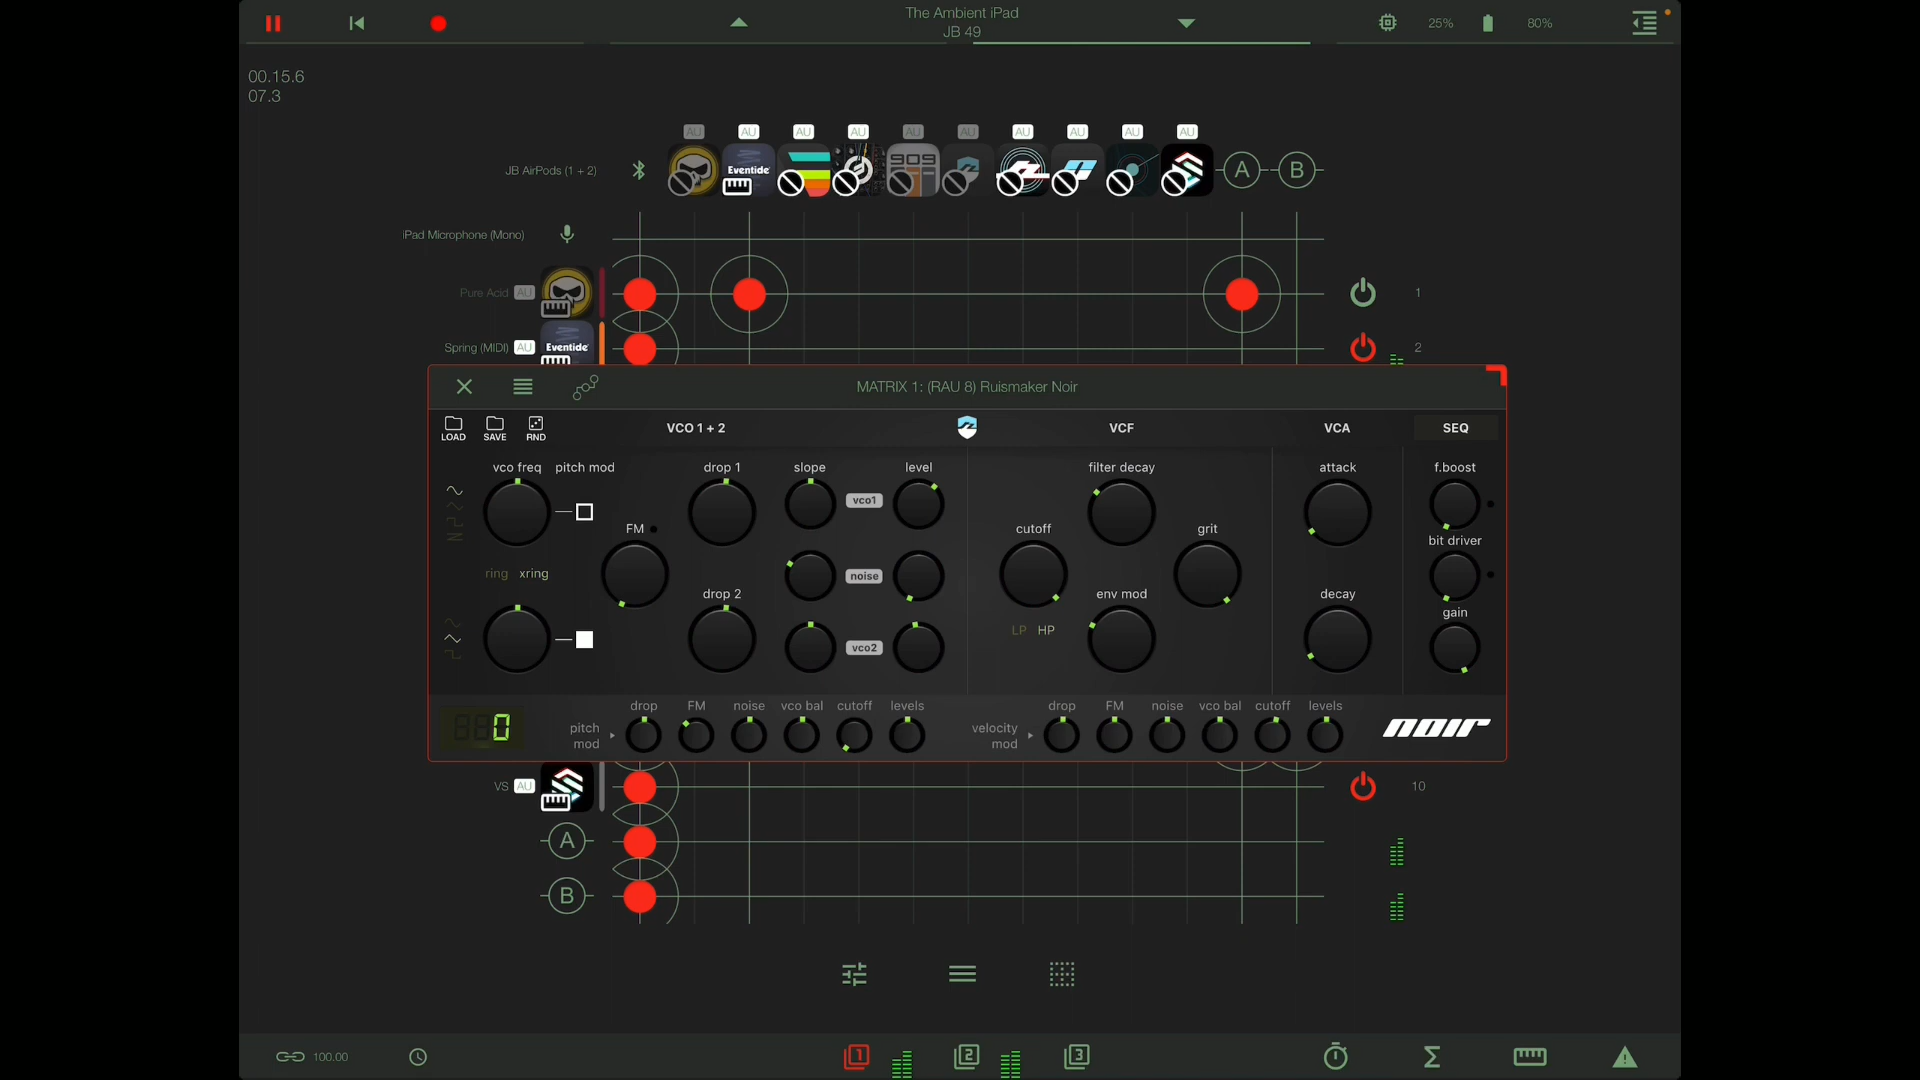 The Ambient iPad
JB 49
25%
80%
00.15.6
07.3
AU AU AU AU AU AU AU AU AU AU
JB AirPods (1 + 2)
Eventide
909
A
B
iPad Microphone (Mono)
Pure Acid AU
1
Spring (MIDI) AU
Eventide
2
MATRIX 1: (RAU 8) Ruismaker Noir
LOAD SAVE RND
VCO 1 + 2
VCF
VCA
SEQ
vco freq
pitch mod
drop 1
slope
level
filter decay
attack
f.boost
vco1
FM
cutoff
grit
bit driver
ring xring
noise
drop 2
env mod
decay
gain
LP HP
vco2
0
pitch mod
drop FM noise vco bal cutoff levels
velocity mod
drop FM noise vco bal cutoff levels
noir
VS AU
10
A
B
100.00
1
2
3